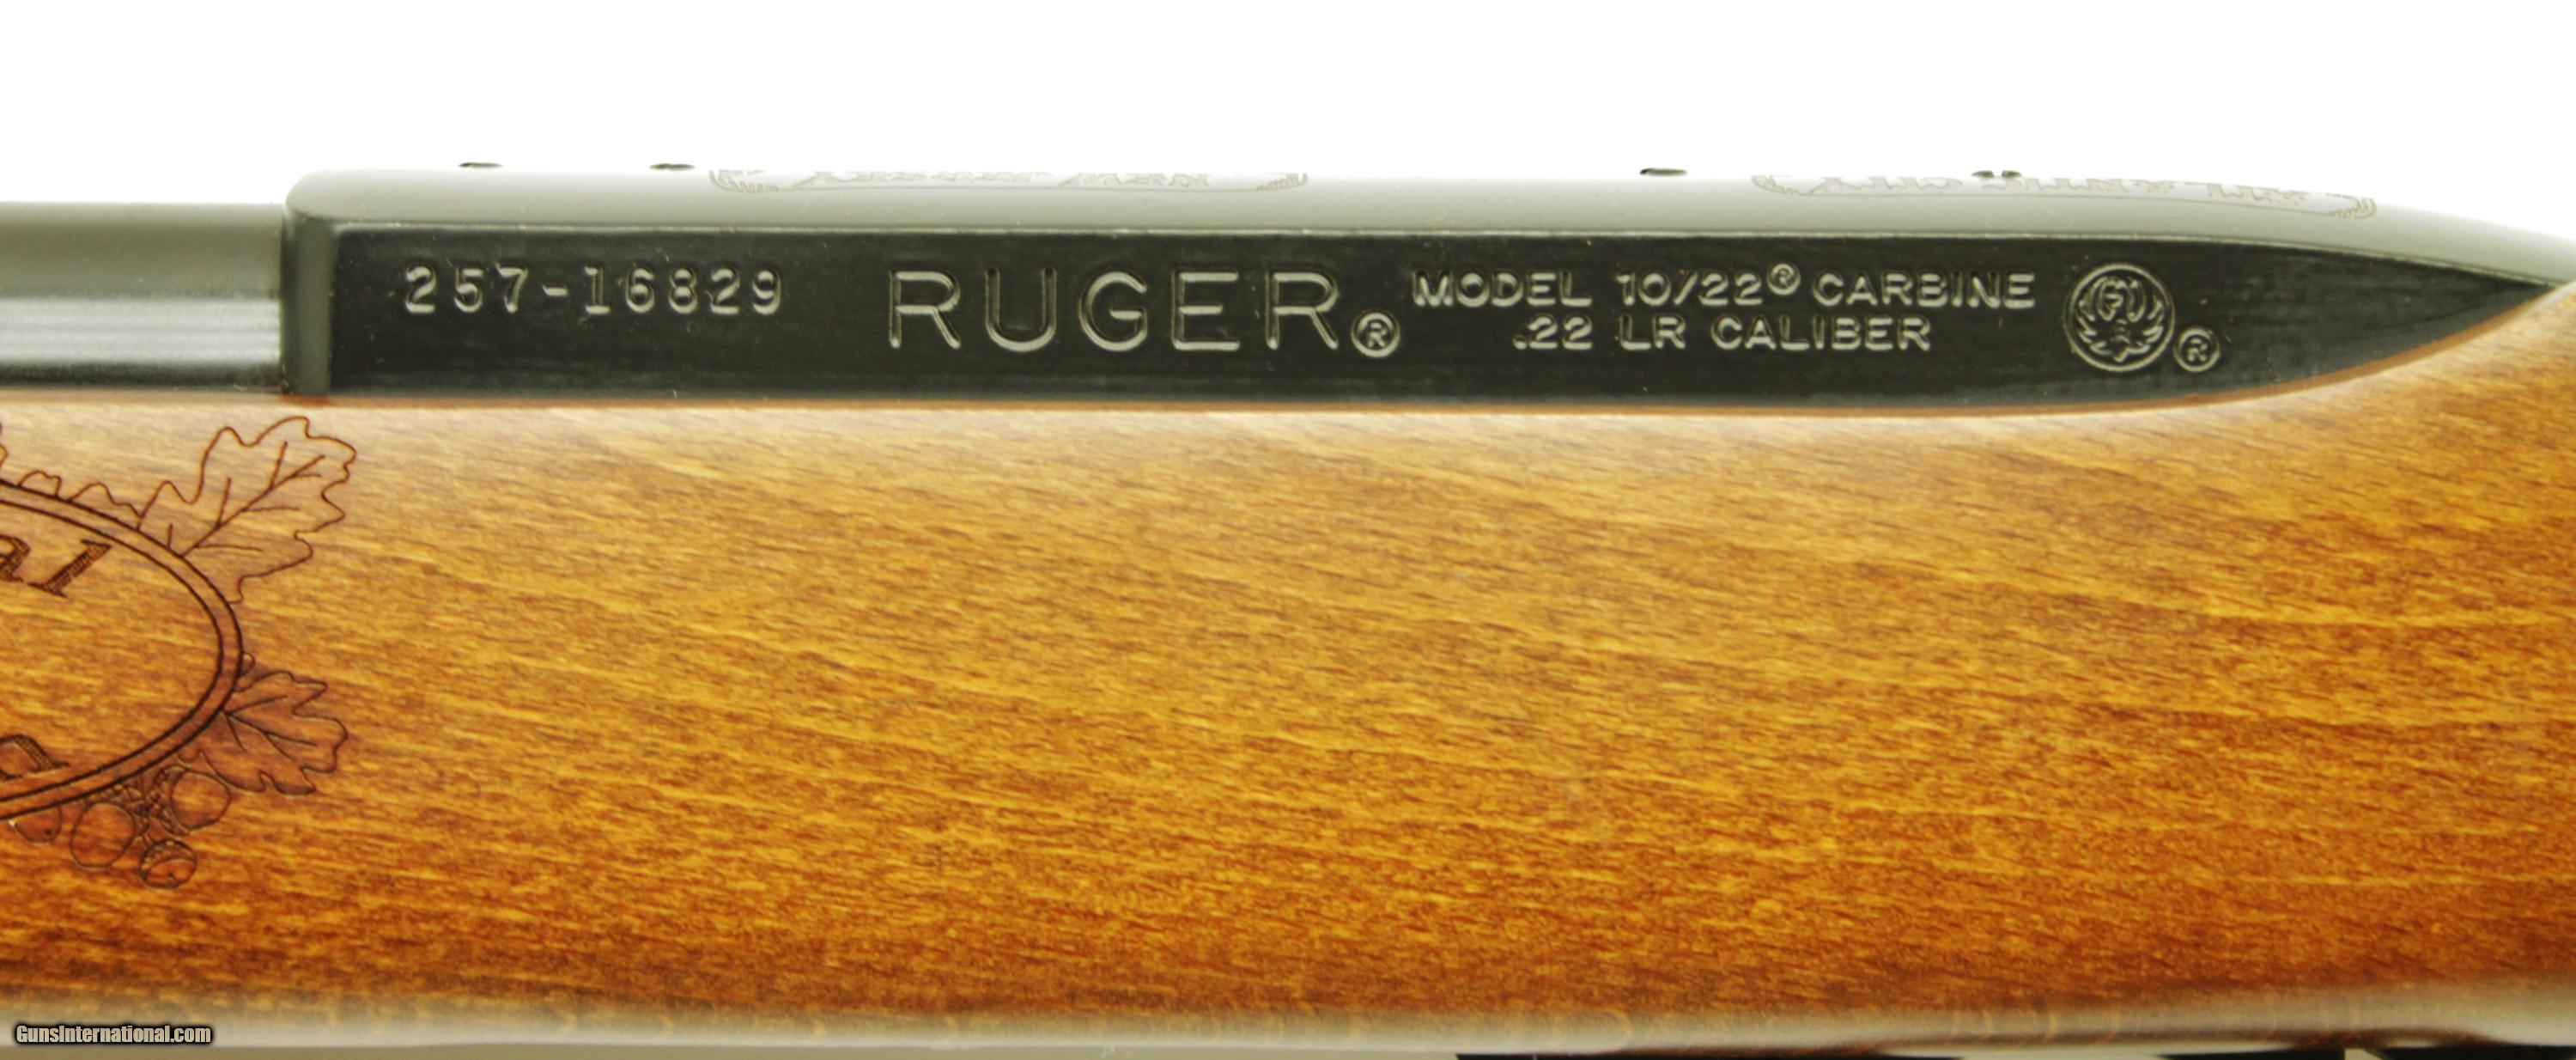 257-16829 RUGER® MODEL 10/22® CARBINE
.22 LR CALIBER ®
GunsInternational.com